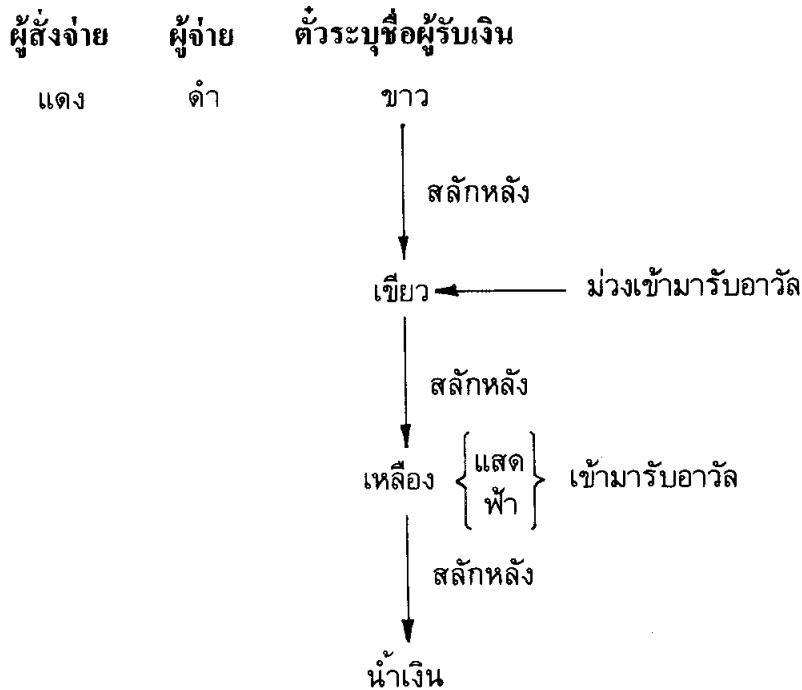 ผู้สั่งจ่าย ผู้จ่าย ตั๋วระบุชื่อผู้รับเงิน
แดง ดำ ขาว
สลักหลัง
เขียว ม่วงเข้ามารับอาวัล
สลักหลัง
เหลือง แสด เข้ามารับอาวัล
ฟ้า
สลักหลัง
น้ำเงิน